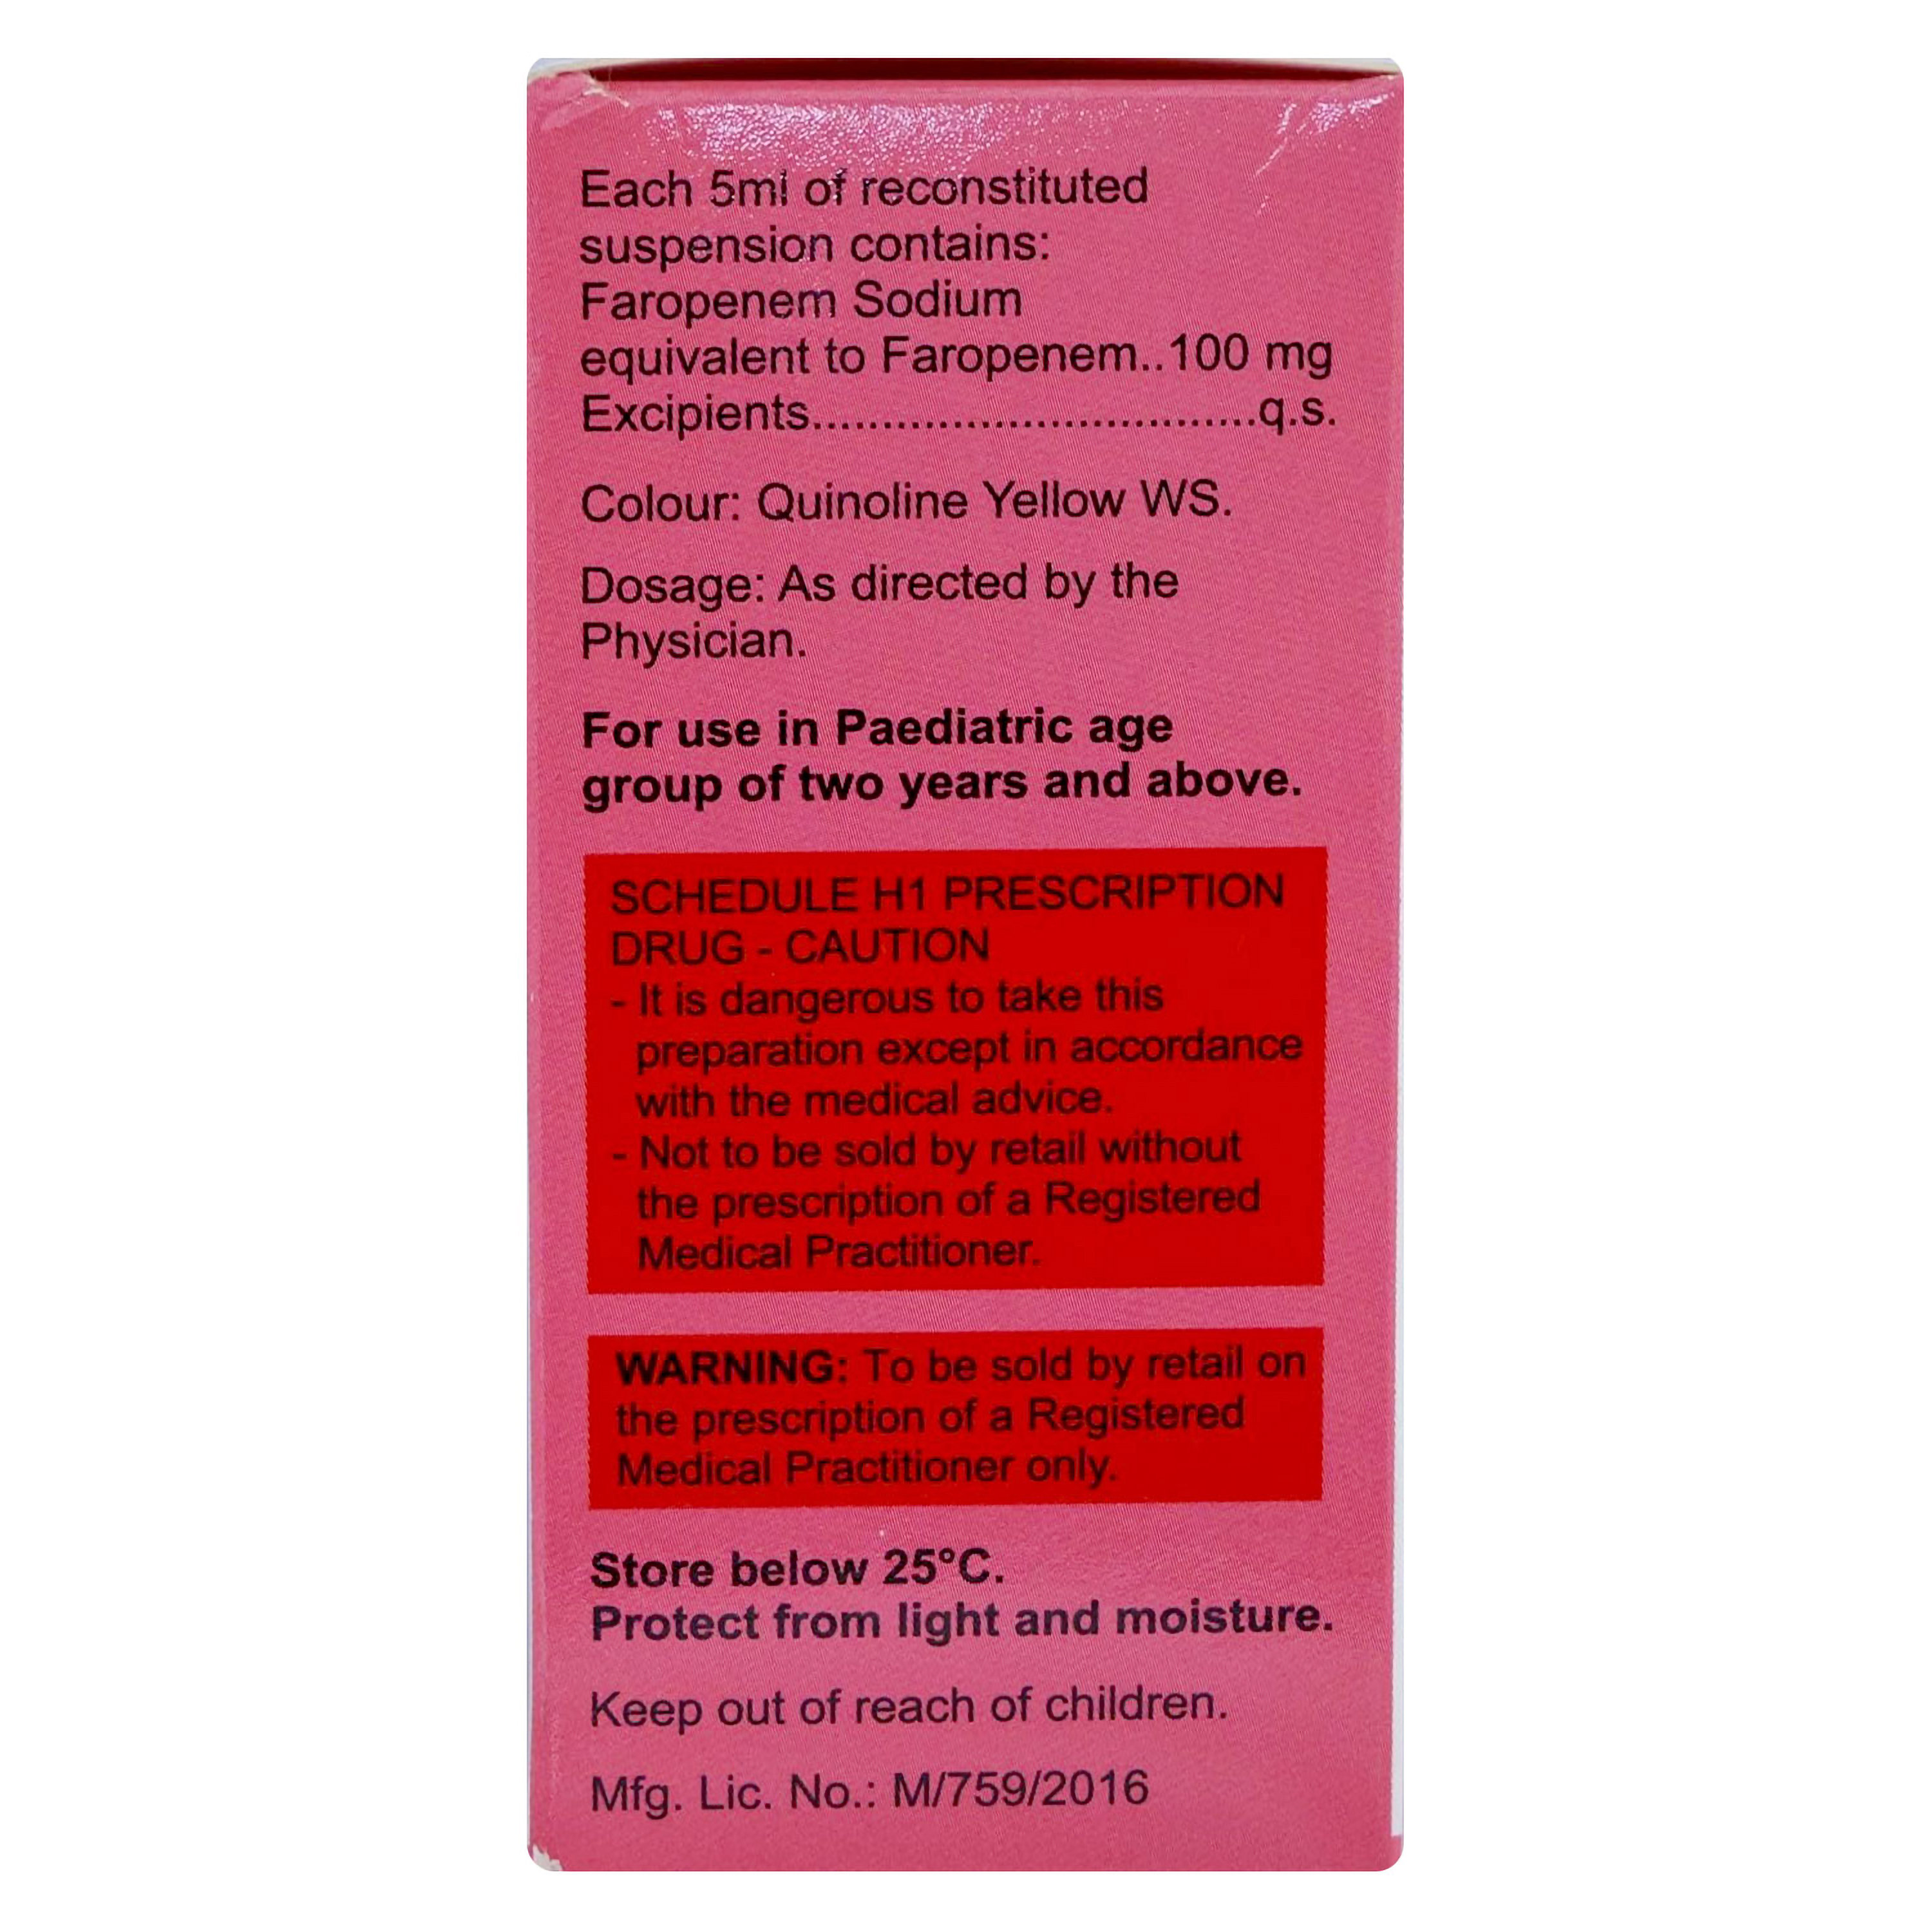 Each 5ml of reconstituted
suspension contains:
Faropenem Sodium
equivalent to Faropenem..100 mg
Excipients................................q.s.
Colour: Quinoline Yellow WS.
Dosage: As directed by the
Physician.
For use in Paediatric age
group of two years and above.
SCHEDULE H1 PRESCRIPTION
DRUG - CAUTION
- It is dangerous to take this
preparation except in accordance
with the medical advice.
- Not to be sold by retail without
the prescription of a Registered
Medical Practitioner.
WARNING: To be sold by retail on
the prescription of a Registered
Medical Practitioner only.
Store below 25°C.
Protect from light and moisture.
Keep out of reach of children.
Mfg. Lic. No.: M/759/2016